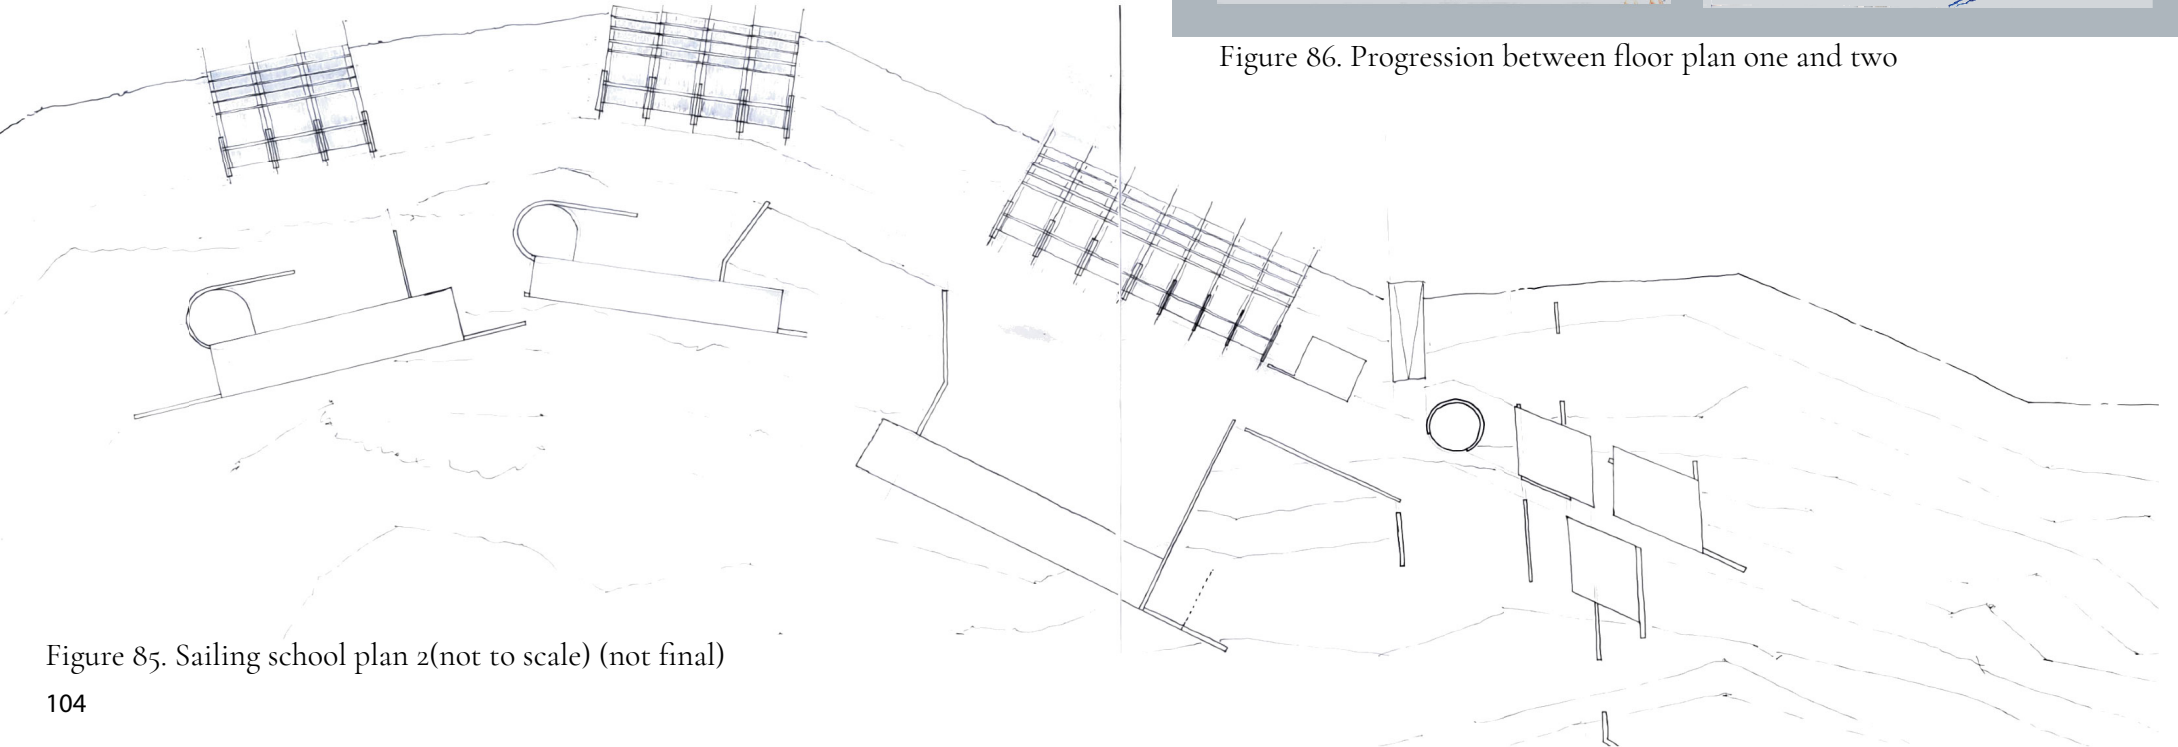 Figure 86. Progression between floor plan one and two
Figure 85. Sailing school plan 2(not to scale) (not final)
104